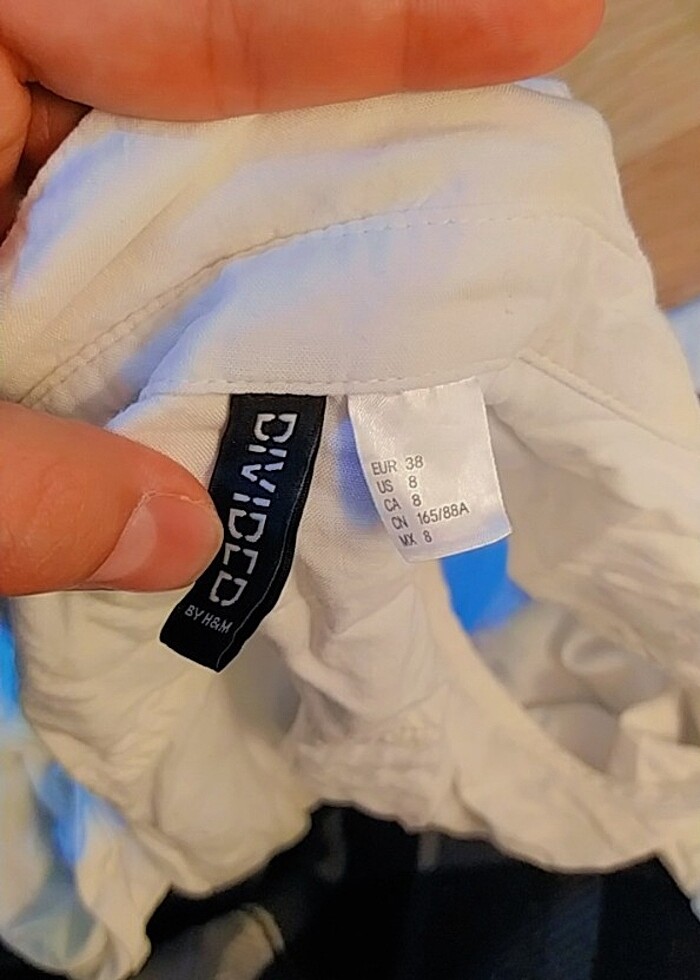 DIVIDED
BY H&M
EUR 38
US 8
CA 8
CN 165/88A
MX 8